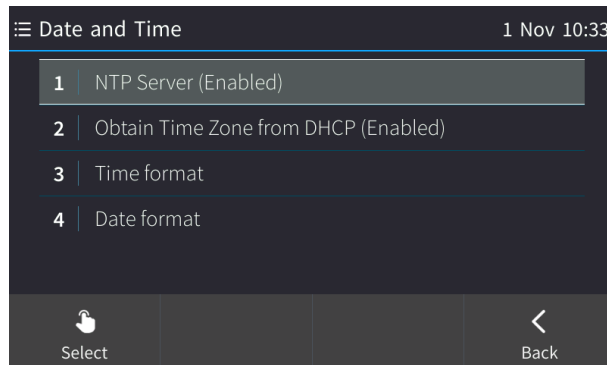 Date and Time 1 Nov 10:33
1 NTP Server (Enabled)
2 Obtain Time Zone from DHCP (Enabled)
3 Time format
4 Date format
Select Back